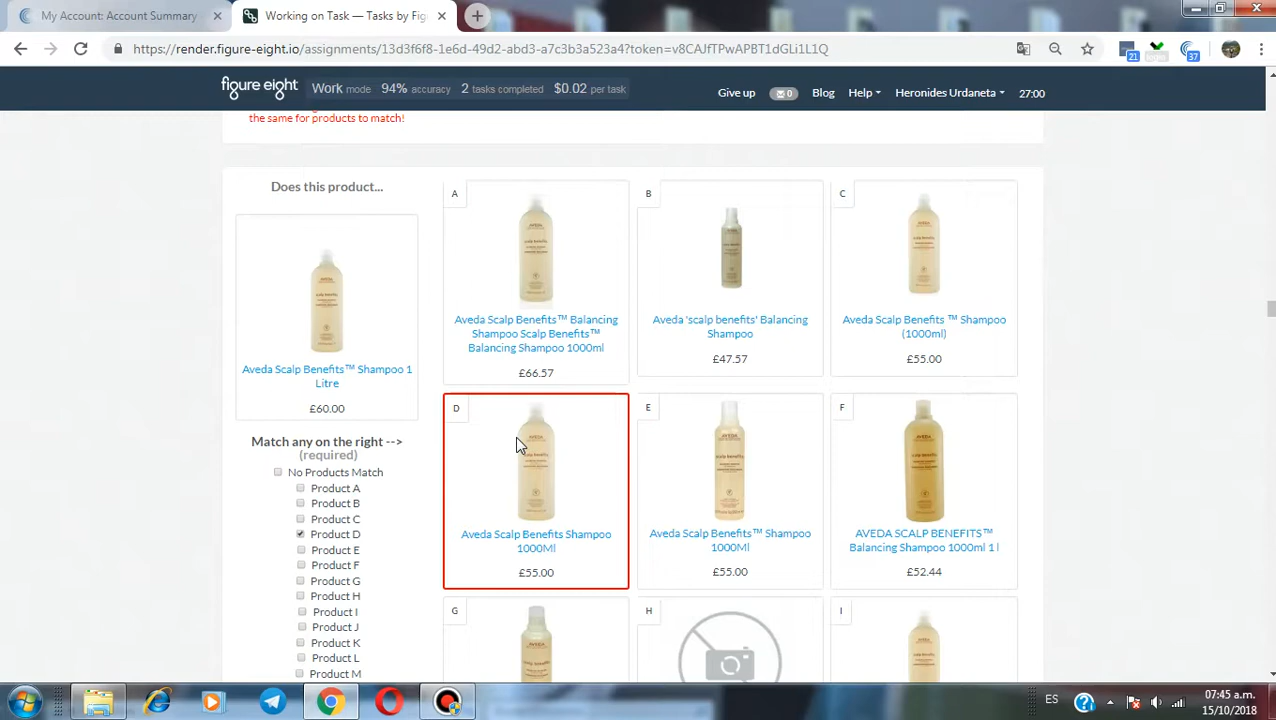 My Account: Account Summary
Working on Task — Tasks by Fig
https://render.figure-eight.io/assignments/13d3f6f8-1e6d-49d2-abd3-a7c3b3a523a4?token=v8CAJfTPwAPBT1dGLi1L1Q
21
37
figure eight
Work mode 94% accuracy 2 tasks completed $0.02 per task
Give up 0 Blog Help Heronides Urdaneta 27:00
the same for products to match!
Does this product...
Aveda Scalp Benefits™ Shampoo 1
Litre
£60.00
Match any on the right -->
(required)
No Products Match
Product A
Product B
Product C
Product D
Product E
Product F
Product G
Product H
Product I
Product J
Product K
Product L
Product M
A
Aveda Scalp Benefits™ Balancing
Shampoo Scalp Benefits™
Balancing Shampoo 1000ml
£66.57
B
Aveda 'scalp benefits' Balancing
Shampoo
£47.57
C
Aveda Scalp Benefits ™ Shampoo
(1000ml)
£55.00
D
Aveda Scalp Benefits Shampoo
1000Ml
£55.00
E
Aveda Scalp Benefits™ Shampoo
1000Ml
£55.00
F
AVEDA SCALP BENEFITS™
Balancing Shampoo 1000ml 1 l
£52.44
G
H
I
ES
07:45 a.m.
15/10/2018